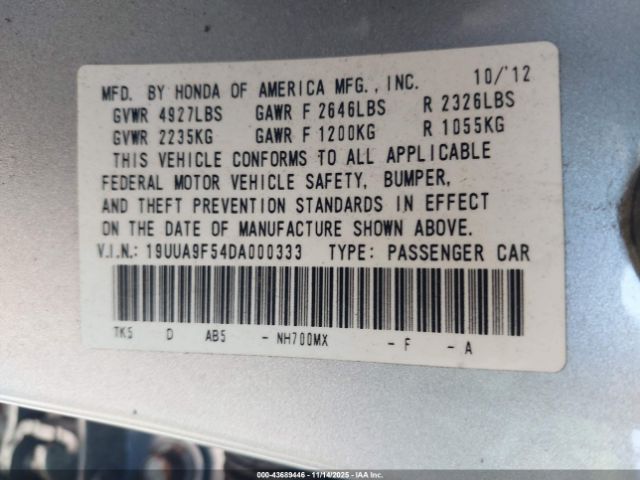 MFD. BY HONDA OF AMERICA MFG., INC. 10/'12
GVWR 4927LBS GAWR F 2646LBS R 2326LBS
GVWR 2235KG GAWR F 1200KG R 1055KG
THIS VEHICLE CONFORMS TO ALL APPLICABLE
FEDERAL MOTOR VEHICLE SAFETY, BUMPER,
AND THEFT PREVENTION STANDARDS IN EFFECT
ON THE DATE OF MANUFACTURE SHOWN ABOVE.
V.I.N.: 19UUA9F54DA000333 TYPE: PASSENGER CAR
TK5 D AB5 - NH700MX - F - A
000-43689446 - 11/14/2025 - IAA Inc.